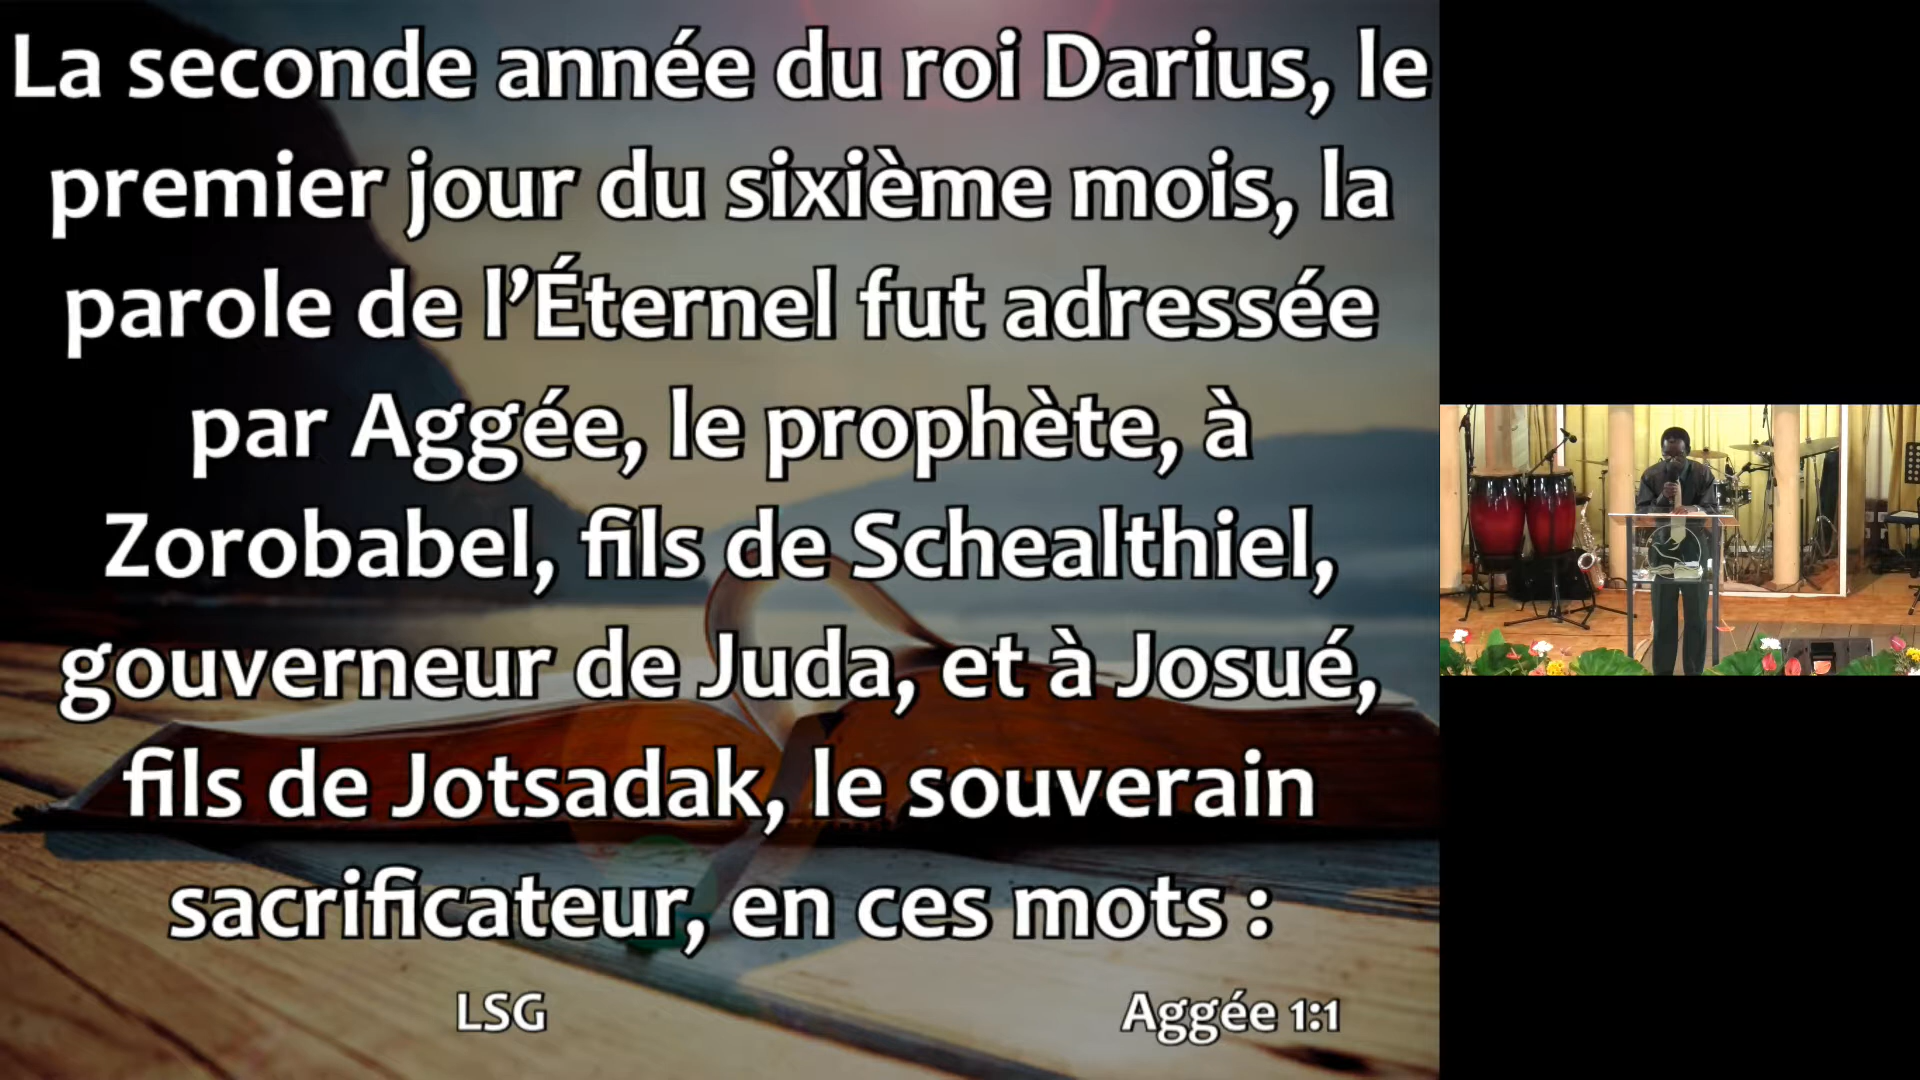 La seconde année du roi Darius, le
premier jour du sixième mois, la
parole de l’Éternel fut adressée
par Aggée, le prophète, à
Zorobabel, fils de Schealthiel,
gouverneur de Juda, et à Josué,
fils de Jotsadak, le souverain
sacrificateur, en ces mots :
LSG
Aggée 1:1